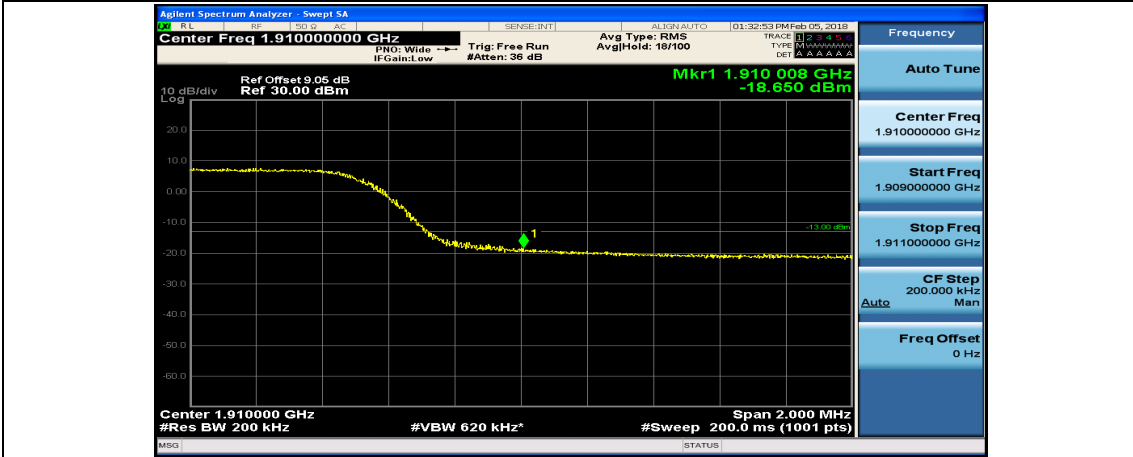 Agilent Spectrum Analyzer - Swept SA
RL RF 50 Ω AC SENSE:INT ALIGN AUTO 01:32:53 PM Feb 05, 2018
Center Freq 1.910000000 GHz
PNO: Wide
IFGain:Low
Trig: Free Run
#Atten: 36 dB
Avg Type: RMS
Avg|Hold: 18/100
TRACE 1 2 3 4 5 6
TYPE M
DET A A A A A A
Ref Offset 9.05 dB
Ref 30.00 dBm
10 dB/div
Log
Mkr1 1.910 008 GHz
-18.650 dBm
20.0
10.0
0.00
-10.0
-20.0
-30.0
-40.0
-50.0
-60.0
1
-13.00 dBm
Center 1.910000 GHz
Span 2.000 MHz
#Res BW 200 kHz
#VBW 620 kHz*
#Sweep 200.0 ms (1001 pts)
MSG
STATUS
Frequency
Auto Tune
Center Freq
1.910000000 GHz
Start Freq
1.909000000 GHz
Stop Freq
1.911000000 GHz
CF Step
200.000 kHz
Auto Man
Freq Offset
0 Hz